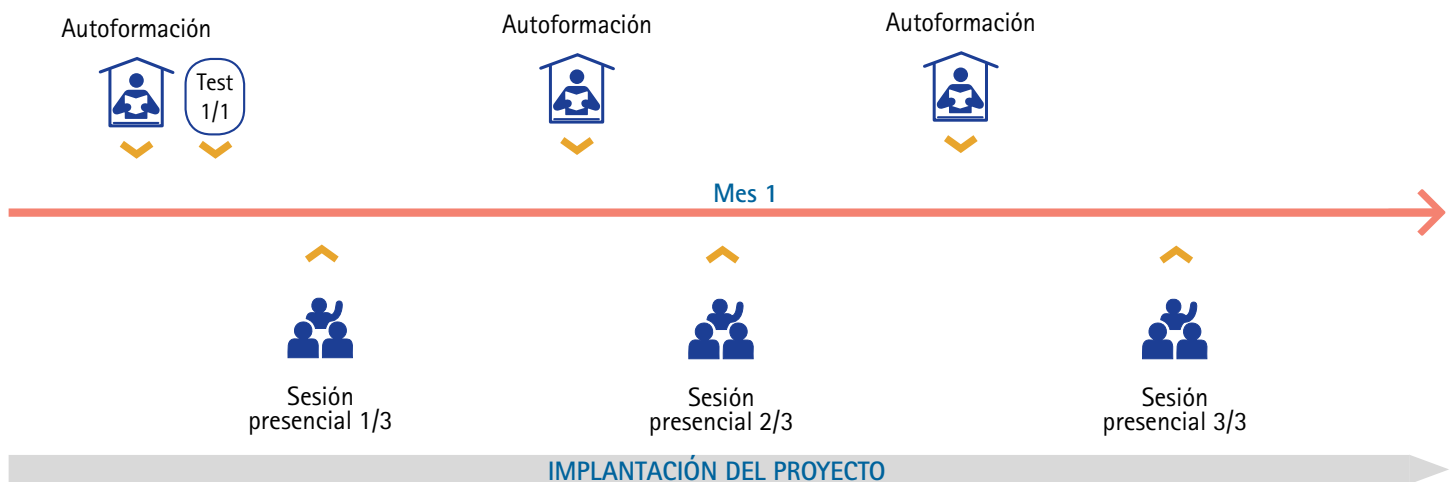 Autoformación
Autoformación
Autoformación
Test
1/1
Mes 1
Sesión
presencial 1/3
Sesión
presencial 2/3
Sesión
presencial 3/3
IMPLANTACIÓN DEL PROYECTO